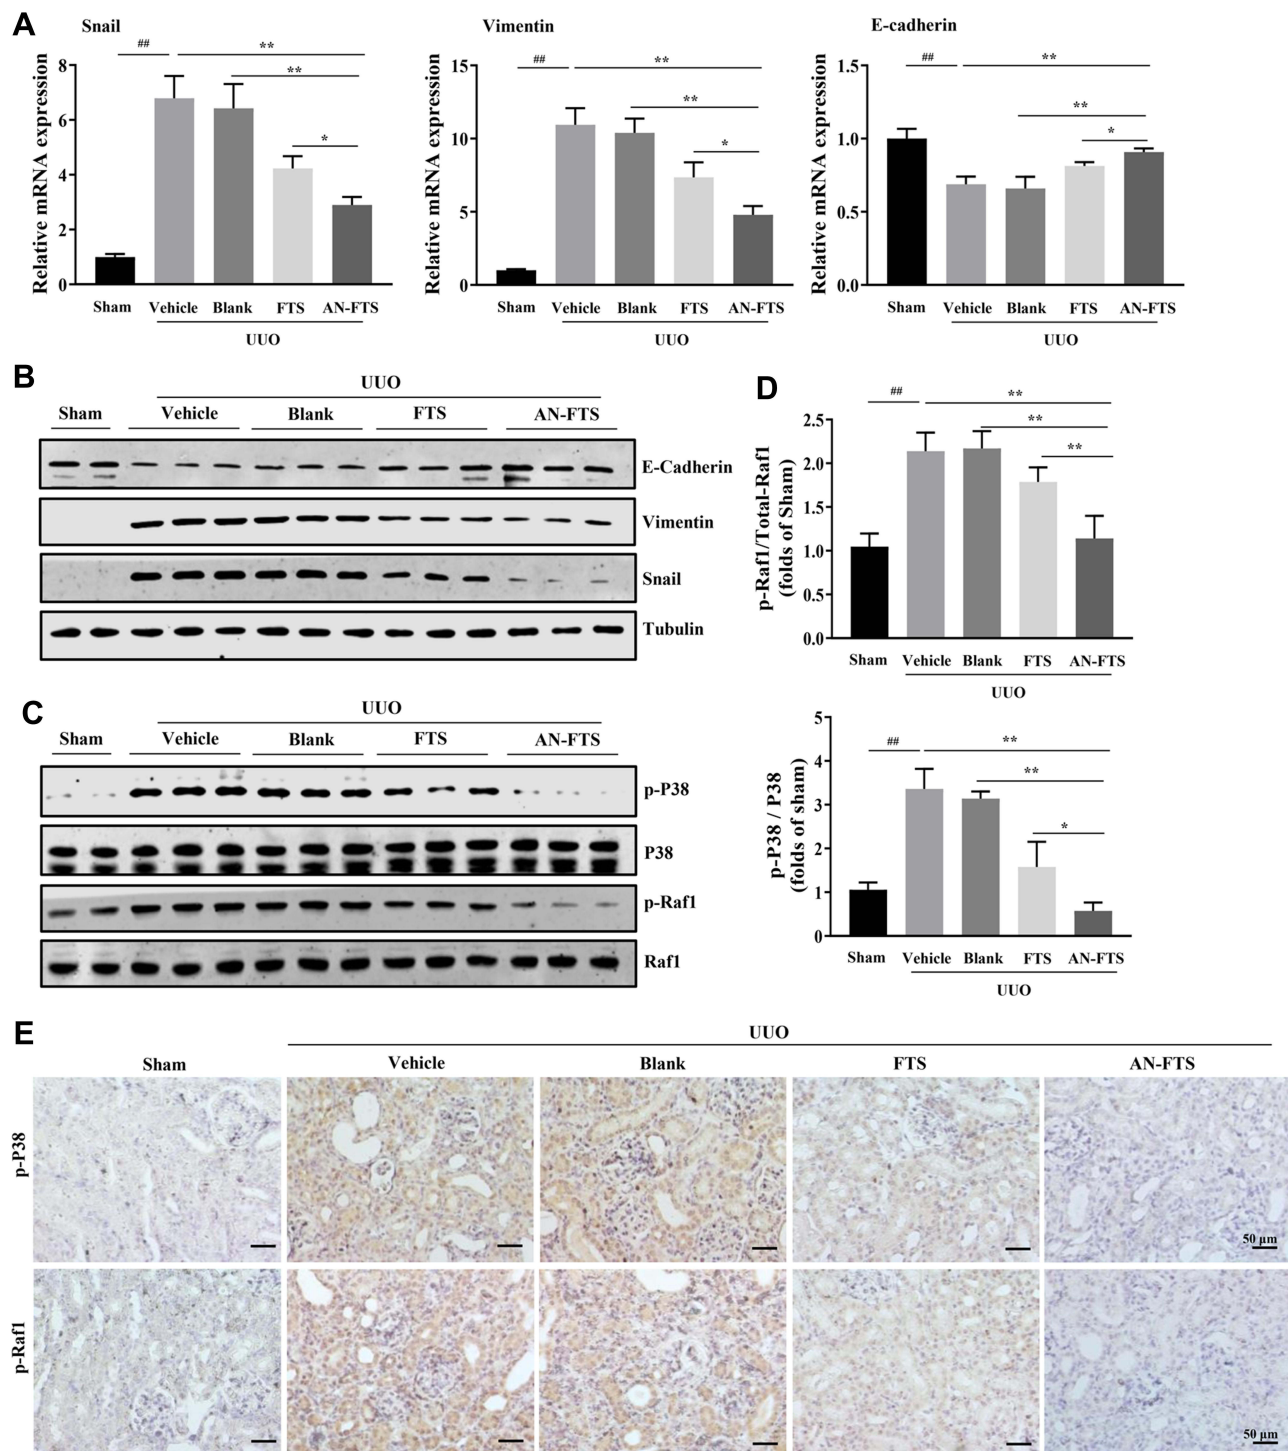 A
Snail
Vimentin
E-cadherin
##
**
**
*
8
6
4
2
0
Relative mRNA expression
Sham Vehicle Blank FTS AN-FTS
UUO
##
**
**
*
15
10
5
0
Relative mRNA expression
Sham Vehicle Blank FTS AN-FTS
UUO
##
**
**
*
1.5
1.0
0.5
0.0
Relative mRNA expression
Sham Vehicle Blank FTS AN-FTS
UUO
B
UUO
Sham Vehicle Blank FTS AN-FTS
E-Cadherin
Vimentin
Snail
Tubulin
C
UUO
Sham Vehicle Blank FTS AN-FTS
p-P38
P38
p-Raf1
Raf1
D
##
**
**
**
2.5
2.0
1.5
1.0
0.5
0.0
p-Raf1/Total-Raf1
(folds of Sham)
Sham Vehicle Blank FTS AN-FTS
UUO
##
**
**
*
5
4
3
2
1
0
p-P38 / P38
(folds of sham)
Sham Vehicle Blank FTS AN-FTS
UUO
E
UUO
Sham Vehicle Blank FTS AN-FTS
p-P38
50 µm
p-Raf1
50 µm